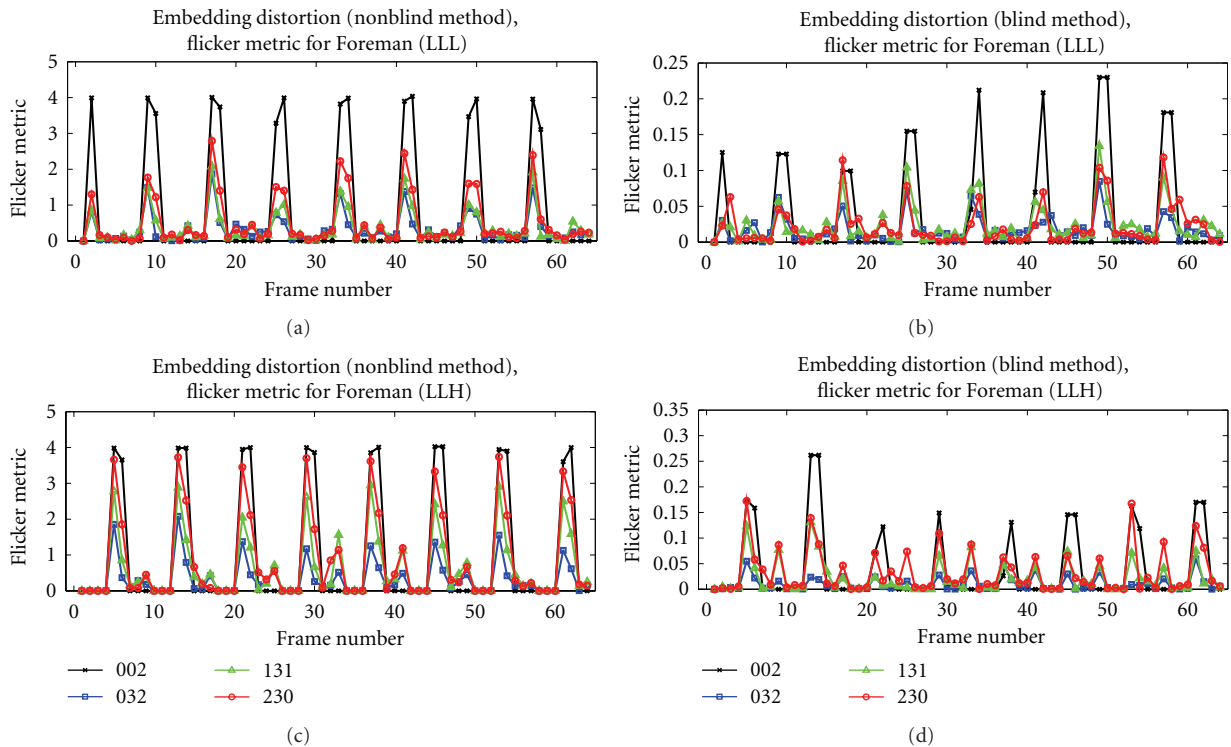 Embedding distortion (nonblind method),
flicker metric for Foreman (LLL)
5
4
3
2
1
0
Flicker metric
0 10 20 30 40 50 60
Frame number
(a)
Embedding distortion (blind method),
flicker metric for Foreman (LLL)
0.25
0.2
0.15
0.1
0.05
0
Flicker metric
0 10 20 30 40 50 60
Frame number
(b)
Embedding distortion (nonblind method),
flicker metric for Foreman (LLH)
5
4
3
2
1
0
Flicker metric
0 10 20 30 40 50 60
Frame number
002 131
032 230
(c)
Embedding distortion (blind method),
flicker metric for Foreman (LLH)
0.35
0.3
0.25
0.2
0.15
0.1
0.05
0
Flicker metric
0 10 20 30 40 50 60
Frame number
002 131
032 230
(d)